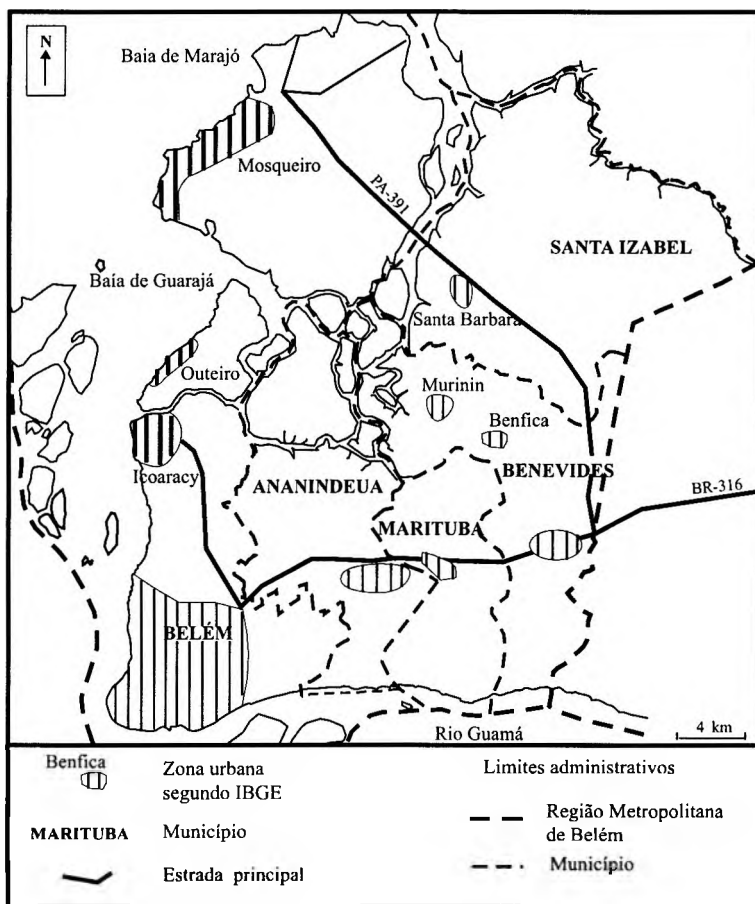 N
Baia de Marajó
Mosqueiro
PA-391
SANTA IZABEL
Baía de Guarajá
Santa Barbara
Outeiro
Murinin
Benfica
Icoaracy
ANANINDEUA
BENEVIDES
BR-316
MARITUBA
BELÉM
Rio Guamá
4 km
Benfica
Zona urbana
segundo IBGE
MARITUBA
Município
Estrada principal
Limites administrativos
Região Metropolitana
de Belém
Município